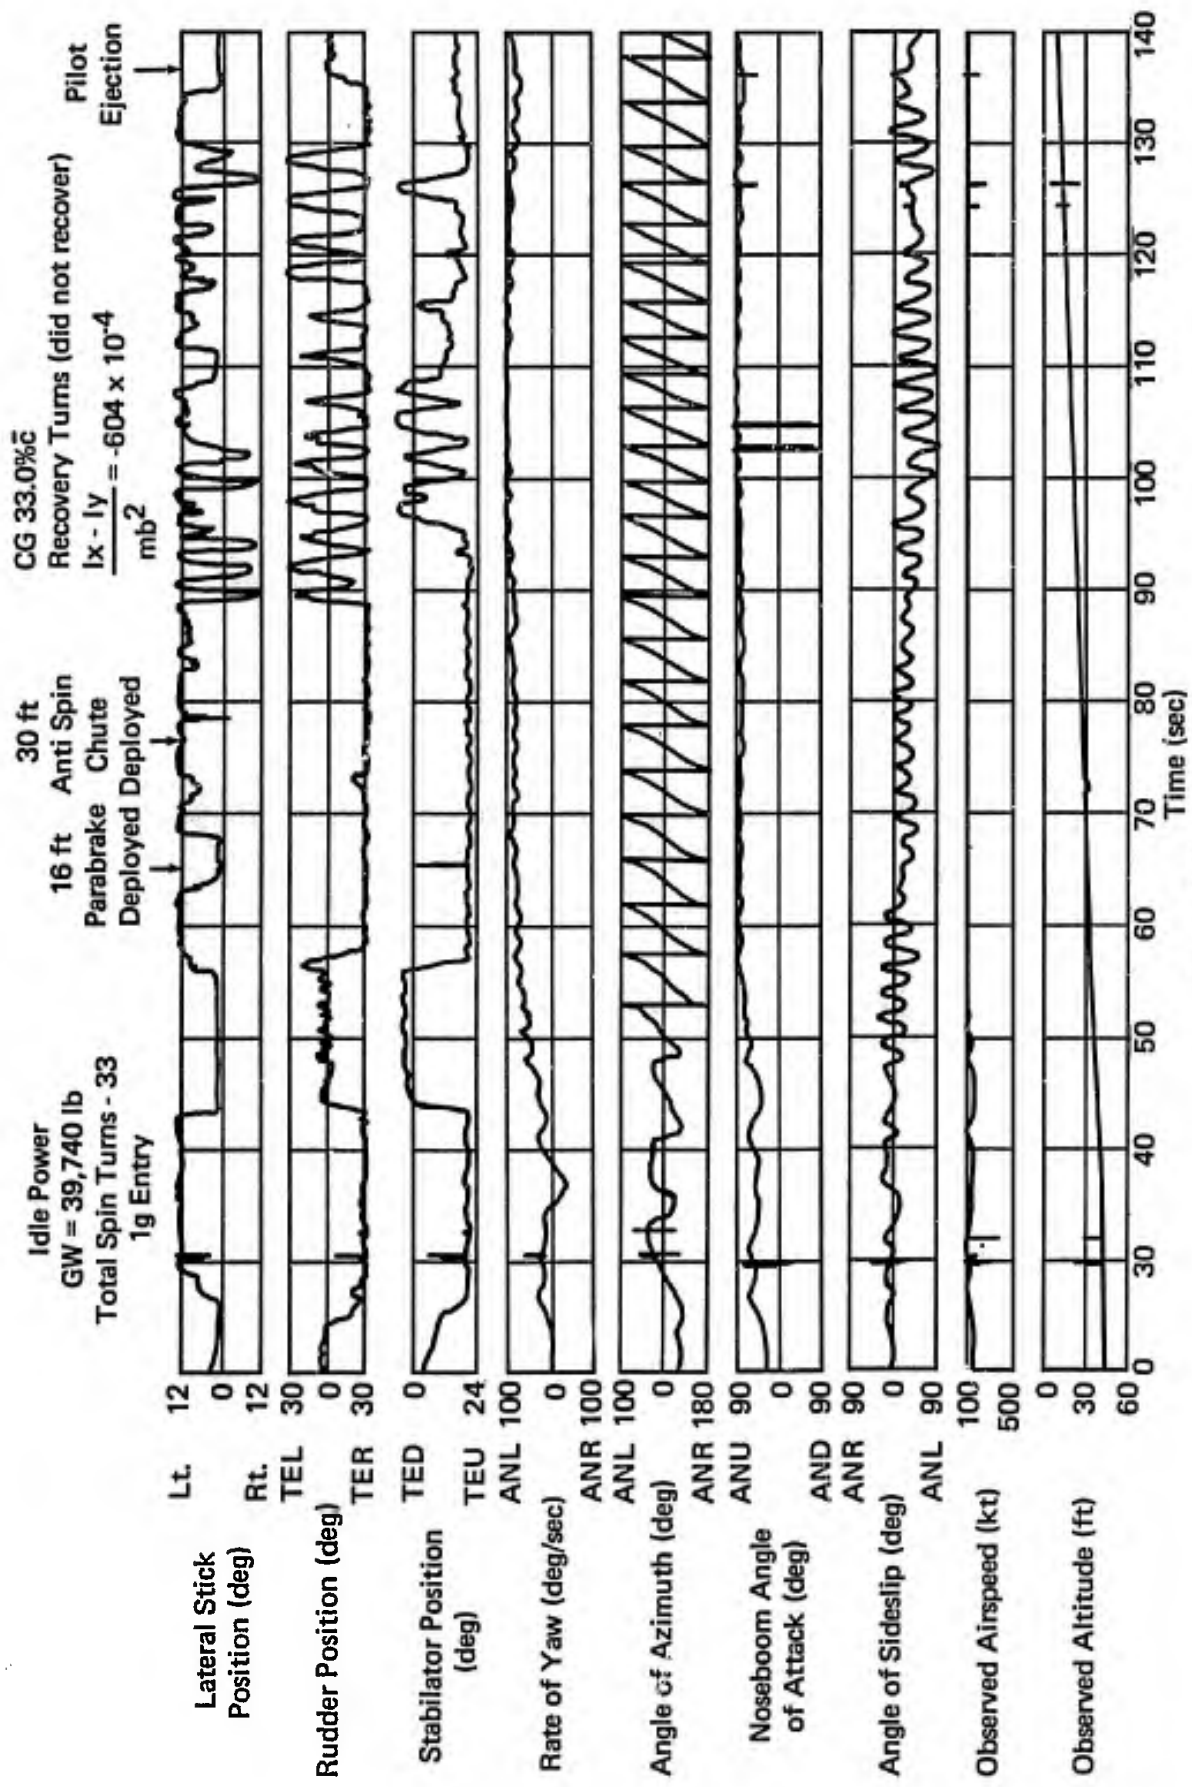 Idle Power
GW = 39,740 lb
Total Spin Turns - 33
1g Entry
16 ft
Parabrake
Deployed
30 ft
Anti Spin
Chute
Deployed
CG 33.0%c̄
Recovery Turns (did not recover)
Ix - Iy
mb²
= -604 x 10⁻⁴
Pilot
Ejection
Lateral Stick
Position (deg)
Lt. 12
0
Rt. 12
Rudder Position (deg)
TEL 30
0
TER 30
Stabilator Position
(deg)
TED 0
TEU 24
Rate of Yaw (deg/sec)
ANL 100
0
ANR 100
Angle of Azimuth (deg)
ANL 100
0
ANR 180
Noseboom Angle
of Attack (deg)
ANU 90
0
AND 90
Angle of Sideslip (deg)
ANR 90
0
ANL 90
Observed Airspeed (kt)
100
500
Observed Altitude (ft)
0
30
60
0 30 40 50 60 70 80 90 100 110 120 130 140
Time (sec)